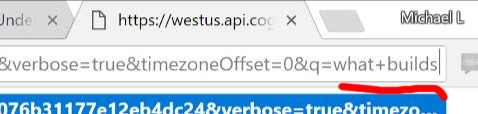 Unde
https://westus.api.cog
Michael L
&verbose=true&timezoneOffset=0&q=what+builds
076b31177e12eb4dc24&verbose=true&timezo...